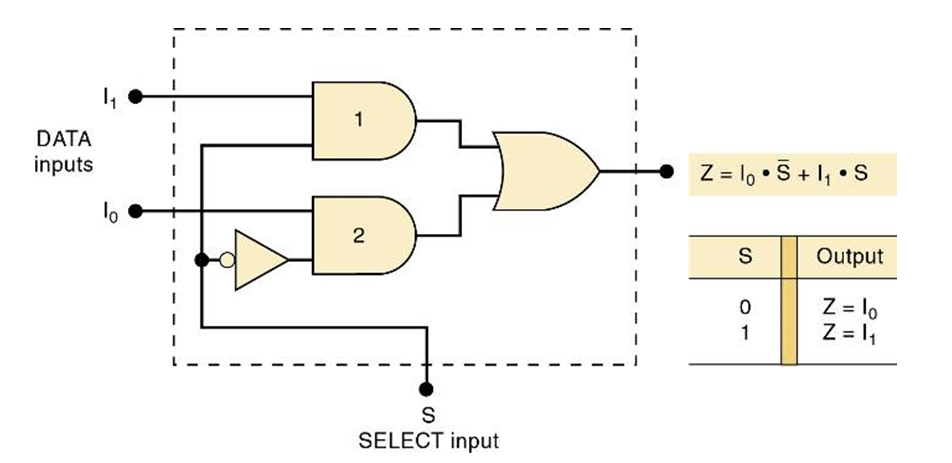 I₁
DATA
inputs
I₀
1
2
Z = I₀ • S̅ + I₁ • S
S Output
0 Z = I₀
1 Z = I₁
S
SELECT input